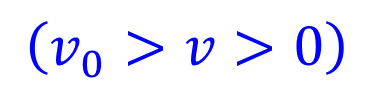 (v₀ > v > 0)